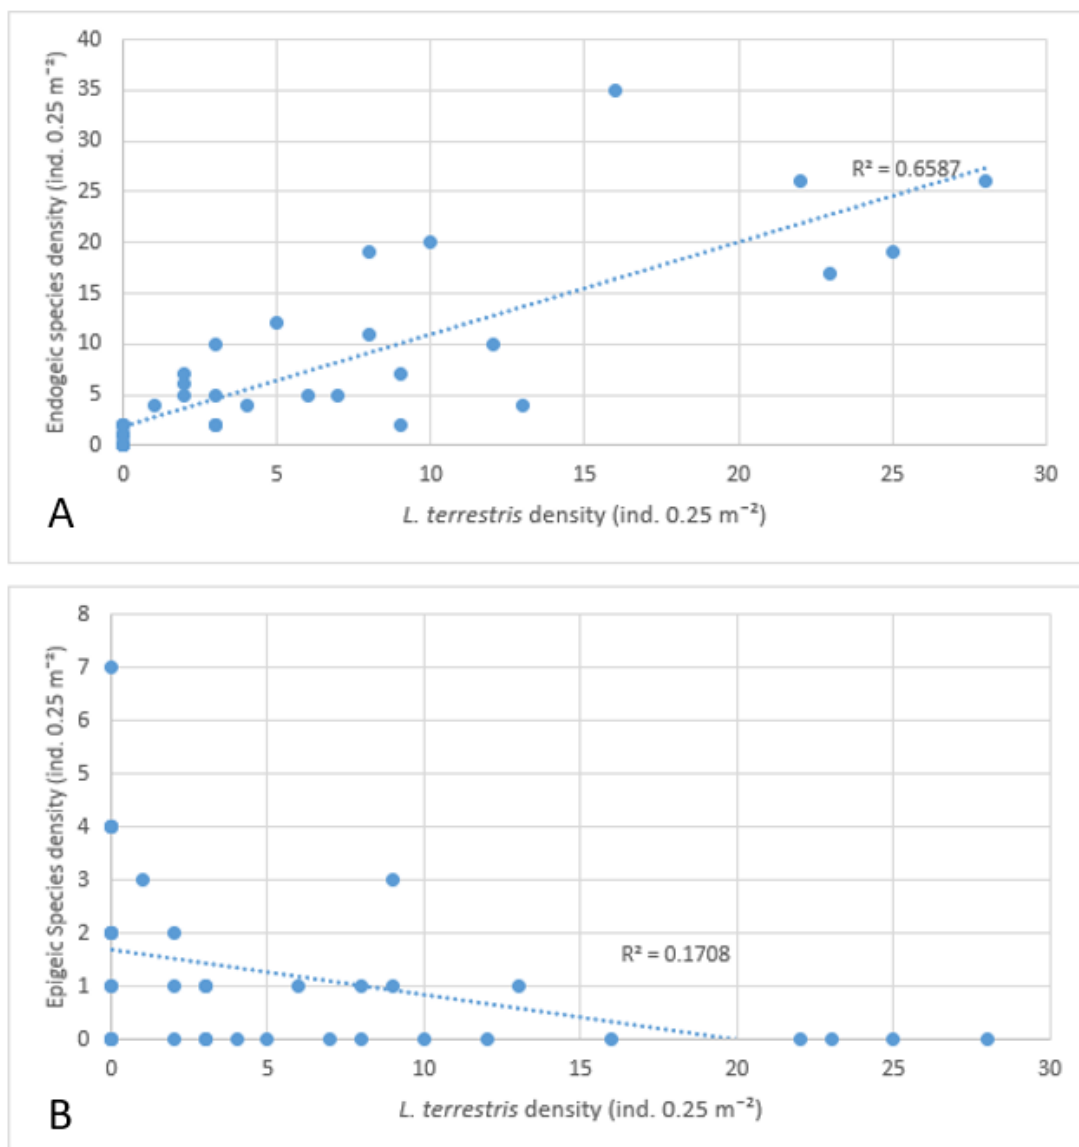 40
35
30
25
20
15
10
5
0
Endogeic species density (ind. 0.25 m⁻²)
R² = 0.6587
0 5 10 15 20 25 30
L. terrestris density (ind. 0.25 m⁻²)
A
8
7
6
5
4
3
2
1
0
Epigeic Species density (ind. 0.25 m⁻²)
R² = 0.1708
0 5 10 15 20 25 30
L. terrestris density (ind. 0.25 m⁻²)
B